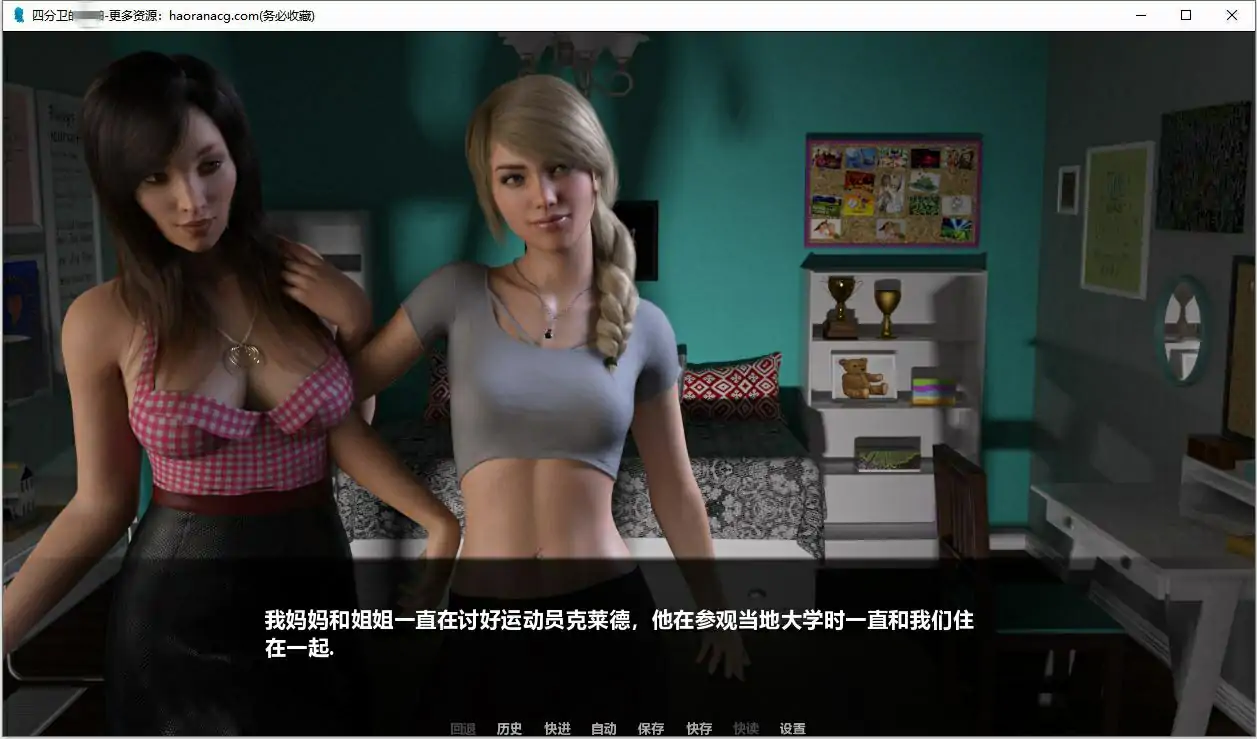 四分卫的-更多资源：haoranacg.com(务必收藏)
我妈妈和姐姐一直在讨好运动员克莱德，他在参观当地大学时一直和我们住
在一起.
回退 历史 快进 自动 保存 快存 快读 设置